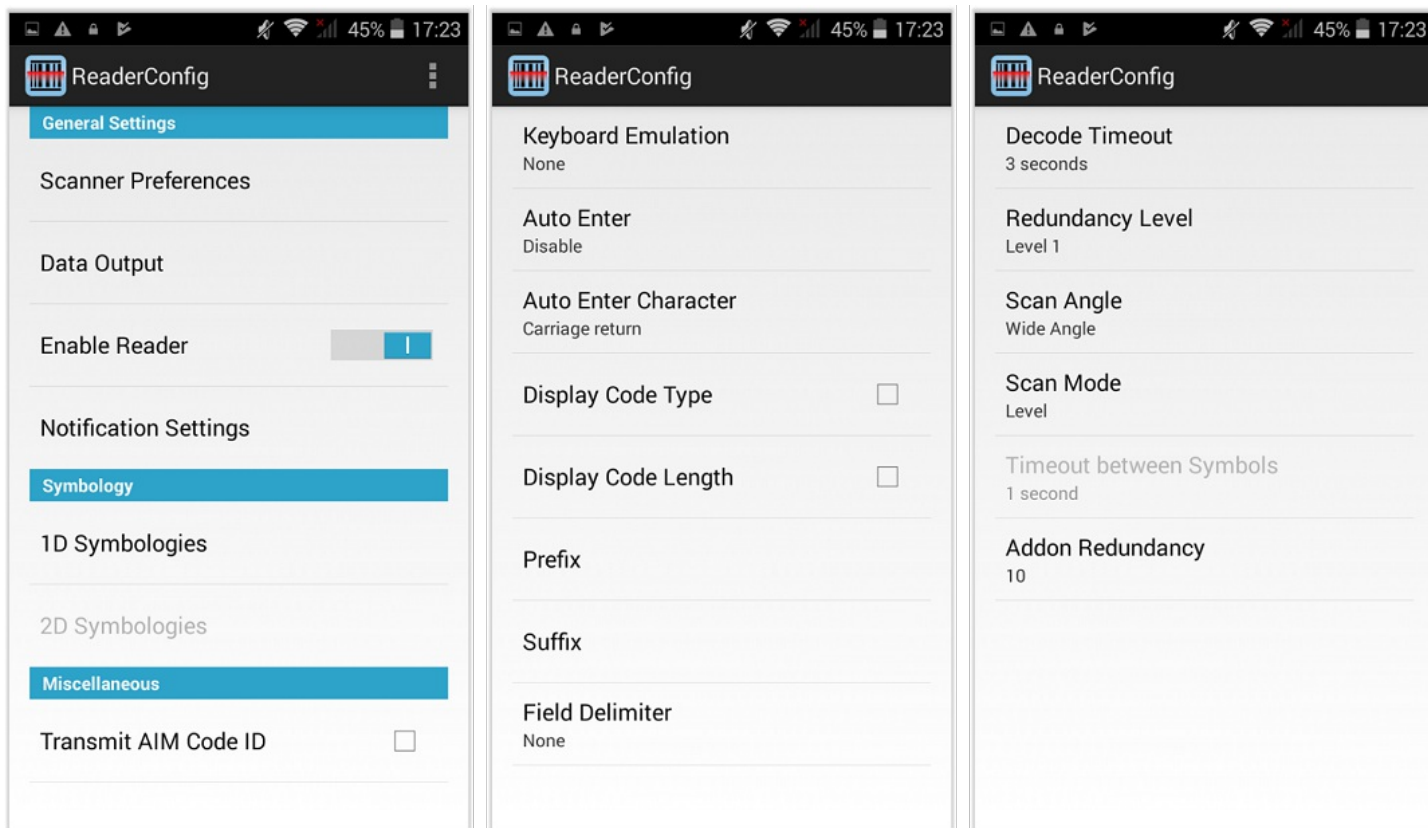 45% 17:23
ReaderConfig
General Settings
Scanner Preferences
Data Output
Enable Reader
Notification Settings
Symbology
1D Symbologies
2D Symbologies
Miscellaneous
Transmit AIM Code ID
45% 17:23
ReaderConfig
Keyboard Emulation
None
Auto Enter
Disable
Auto Enter Character
Carriage return
Display Code Type
Display Code Length
Prefix
Suffix
Field Delimiter
None
45% 17:23
ReaderConfig
Decode Timeout
3 seconds
Redundancy Level
Level 1
Scan Angle
Wide Angle
Scan Mode
Level
Timeout between Symbols
1 second
Addon Redundancy
10